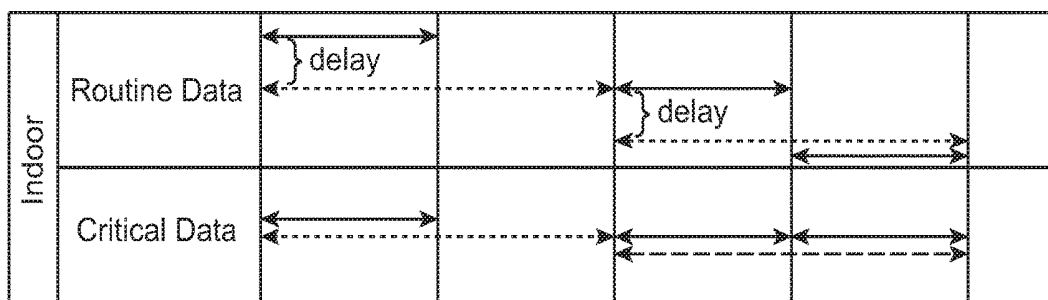 Indoor
Routine Data
delay
delay
Critical Data